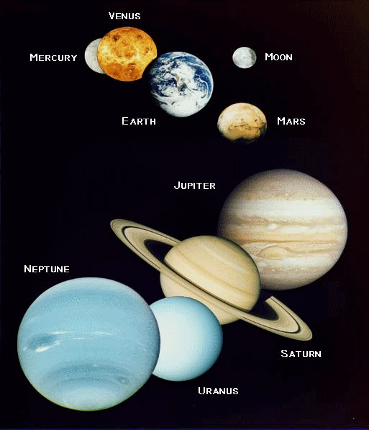 VENUS
MERCURY
MOON
EARTH
MARS
JUPITER
NEPTUNE
SATURN
URANUS